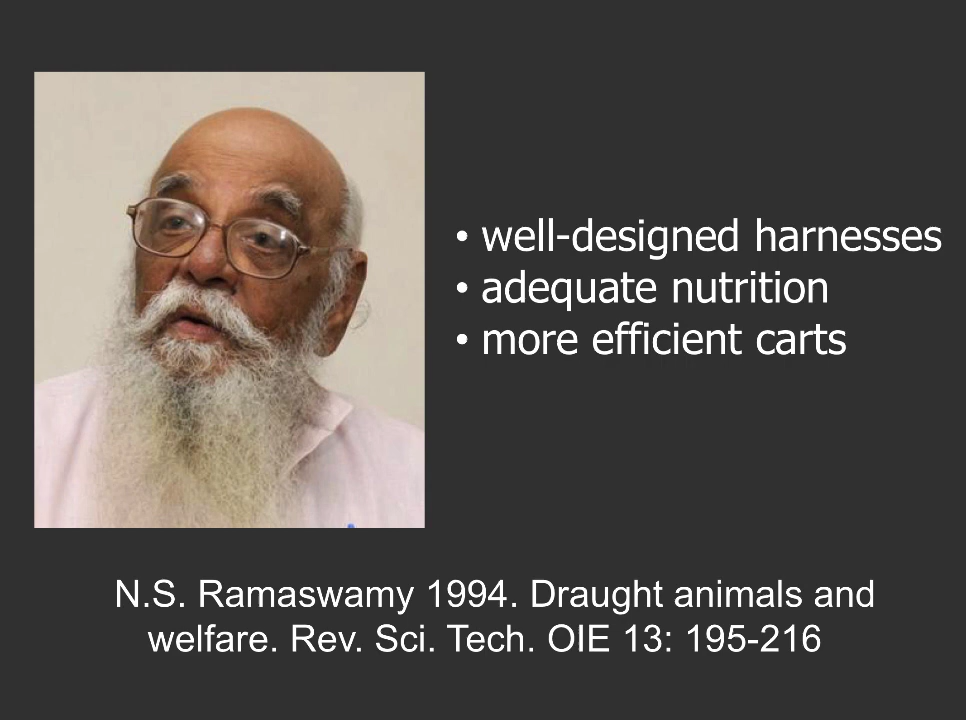 • well-designed harnesses
• adequate nutrition
• more efficient carts
N.S. Ramaswamy 1994. Draught animals and
welfare. Rev. Sci. Tech. OIE 13: 195-216